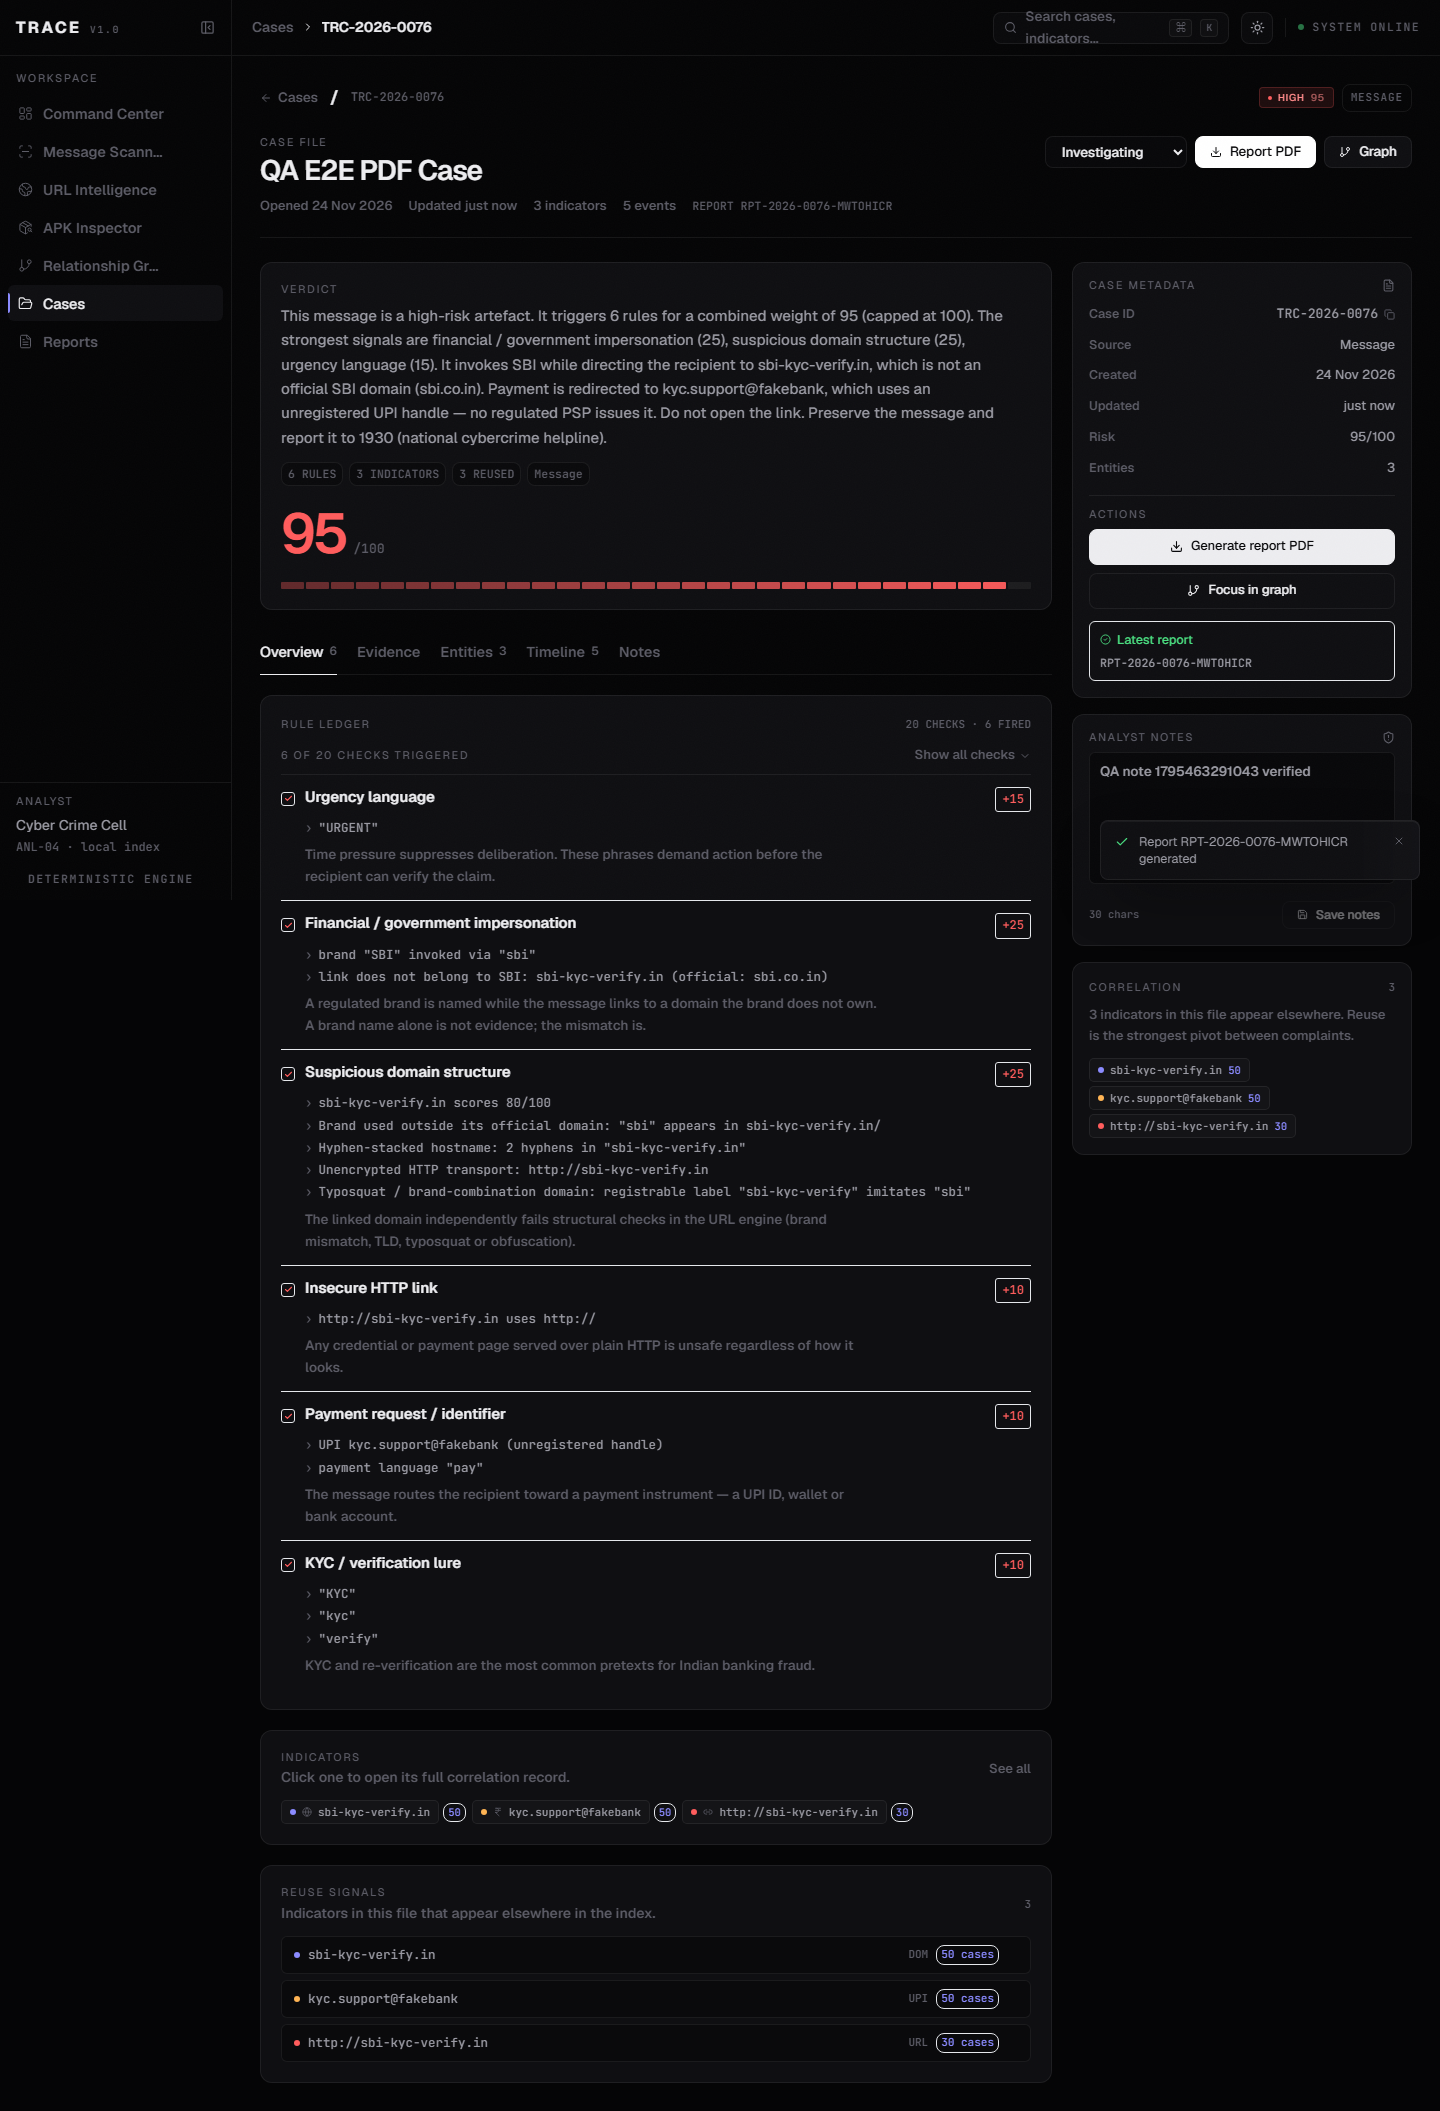 TRACE V1.0
WORKSPACE
Command Center
Message Scann...
URL Intelligence
APK Inspector
Relationship Gr...
Cases
Reports
ANALYST
Cyber Crime Cell
ANL-04 · local index
DETERMINISTIC ENGINE
Cases > TRC-2026-0076
Search cases, indicators...
⌘ K
SYSTEM ONLINE
← Cases / TRC-2026-0076
HIGH 95
MESSAGE
CASE FILE
QA E2E PDF Case
Opened 24 Nov 2026 Updated just now 3 indicators 5 events REPORT RPT-2026-0076-MWTOHICR
Investigating
Report PDF
Graph
VERDICT
This message is a high-risk artefact. It triggers 6 rules for a combined weight of 95 (capped at 100). The
strongest signals are financial / government impersonation (25), suspicious domain structure (25),
urgency language (15). It invokes SBI while directing the recipient to sbi-kyc-verify.in, which is not an
official SBI domain (sbi.co.in). Payment is redirected to kyc.support@fakebank, which uses an
unregistered UPI handle — no regulated PSP issues it. Do not open the link. Preserve the message and
report it to 1930 (national cybercrime helpline).
6 RULES 3 INDICATORS 3 REUSED Message
95 /100
Overview 6 Evidence Entities 3 Timeline 5 Notes
RULE LEDGER
20 CHECKS · 6 FIRED
6 OF 20 CHECKS TRIGGERED
Show all checks
Urgency language +15
› "URGENT"
Time pressure suppresses deliberation. These phrases demand action before the
recipient can verify the claim.
Financial / government impersonation +25
› brand "SBI" invoked via "sbi"
› link does not belong to SBI: sbi-kyc-verify.in (official: sbi.co.in)
A regulated brand is named while the message links to a domain the brand does not own.
A brand name alone is not evidence; the mismatch is.
Suspicious domain structure +25
› sbi-kyc-verify.in scores 80/100
› Brand used outside its official domain: "sbi" appears in sbi-kyc-verify.in/
› Hyphen-stacked hostname: 2 hyphens in "sbi-kyc-verify.in"
› Unencrypted HTTP transport: http://sbi-kyc-verify.in
› Typosquat / brand-combination domain: registrable label "sbi-kyc-verify" imitates "sbi"
The linked domain independently fails structural checks in the URL engine (brand
mismatch, TLD, typosquat or obfuscation).
Insecure HTTP link +10
› http://sbi-kyc-verify.in uses http://
Any credential or payment page served over plain HTTP is unsafe regardless of how it
looks.
Payment request / identifier +10
› UPI kyc.support@fakebank (unregistered handle)
› payment language "pay"
The message routes the recipient toward a payment instrument — a UPI ID, wallet or
bank account.
KYC / verification lure +10
› "KYC"
› "kyc"
› "verify"
KYC and re-verification are the most common pretexts for Indian banking fraud.
INDICATORS
Click one to open its full correlation record.
See all
sbi-kyc-verify.in 50 ₹ kyc.support@fakebank 50 http://sbi-kyc-verify.in 30
REUSE SIGNALS
Indicators in this file that appear elsewhere in the index.
3
sbi-kyc-verify.in DOM 50 cases
kyc.support@fakebank UPI 50 cases
http://sbi-kyc-verify.in URL 30 cases
CASE METADATA
Case ID TRC-2026-0076
Source Message
Created 24 Nov 2026
Updated just now
Risk 95/100
Entities 3
ACTIONS
Generate report PDF
Focus in graph
Latest report
RPT-2026-0076-MWTOHICR
ANALYST NOTES
QA note 1795463291043 verified
Report RPT-2026-0076-MWTOHICR
generated
30 chars
Save notes
CORRELATION 3
3 indicators in this file appear elsewhere. Reuse
is the strongest pivot between complaints.
sbi-kyc-verify.in 50
kyc.support@fakebank 50
http://sbi-kyc-verify.in 30